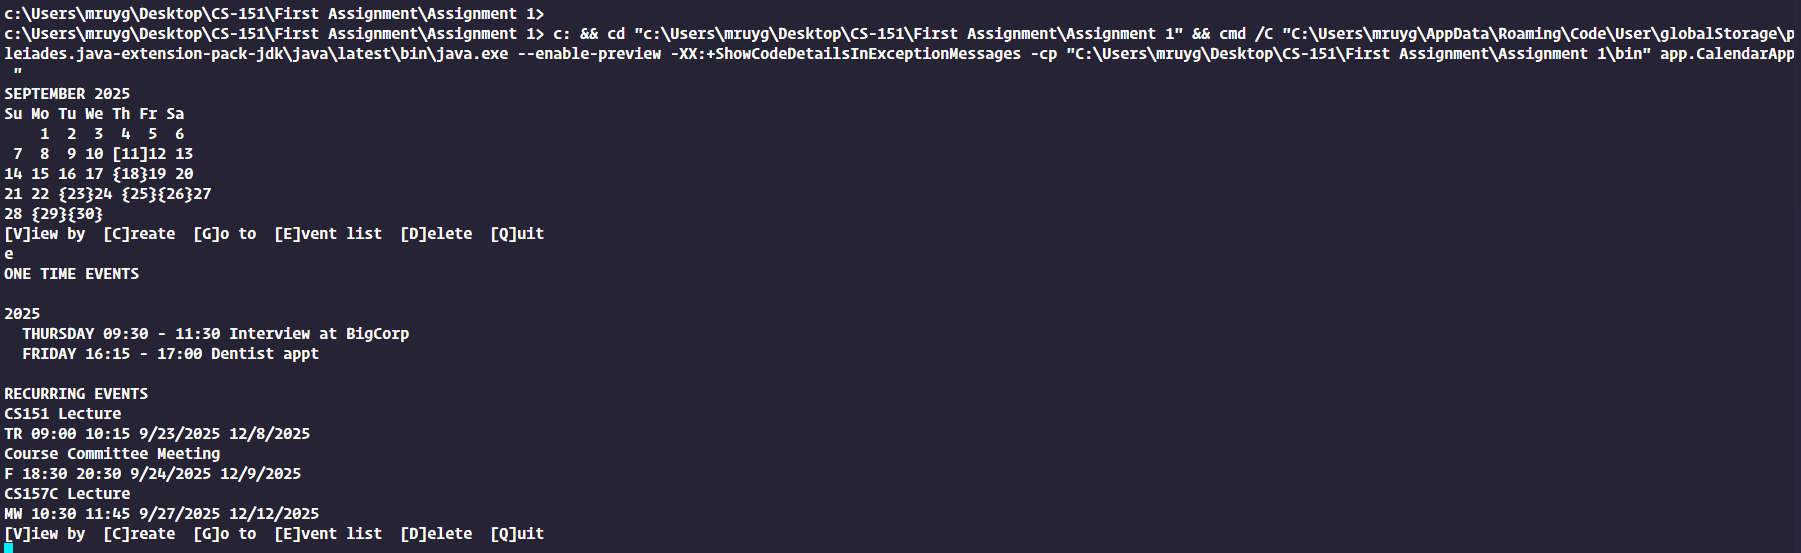 c:\Users\mruyg\Desktop\CS-151\First Assignment\Assignment 1>
c:\Users\mruyg\Desktop\CS-151\First Assignment\Assignment 1> c: && cd "c:\Users\mruyg\Desktop\CS-151\First Assignment\Assignment 1" && cmd /C "C:\Users\mruyg\AppData\Roaming\Code\User\globalStorage\p
leiades.java-extension-pack-jdk\java\latest\bin\java.exe --enable-preview -XX:+ShowCodeDetailsInExceptionMessages -cp "C:\Users\mruyg\Desktop\CS-151\First Assignment\Assignment 1\bin" app.CalendarApp
 "
SEPTEMBER 2025
Su Mo Tu We Th Fr Sa
    1  2  3  4  5  6
 7  8  9 10 [11]12 13
14 15 16 17 {18}19 20
21 22 {23}24 {25}{26}27
28 {29}{30}
[V]iew by  [C]reate  [G]o to  [E]vent list  [D]elete  [Q]uit
e
ONE TIME EVENTS

2025
  THURSDAY 09:30 - 11:30 Interview at BigCorp
  FRIDAY 16:15 - 17:00 Dentist appt

RECURRING EVENTS
CS151 Lecture
TR 09:00 10:15 9/23/2025 12/8/2025
Course Committee Meeting
F 18:30 20:30 9/24/2025 12/9/2025
CS157C Lecture
MW 10:30 11:45 9/27/2025 12/12/2025
[V]iew by  [C]reate  [G]o to  [E]vent list  [D]elete  [Q]uit